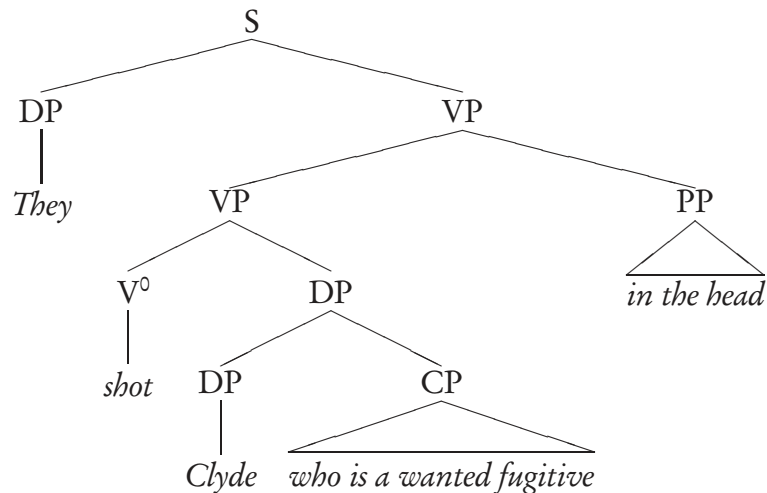 S
DP VP
They VP PP
V⁰ DP in the head
shot DP CP
Clyde who is a wanted fugitive